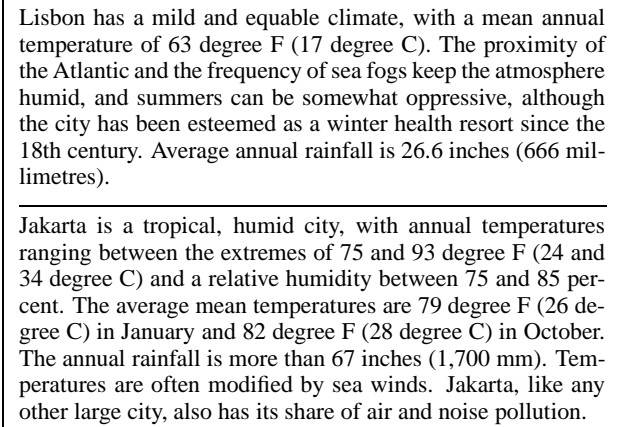 Lisbon has a mild and equable climate, with a mean annual
temperature of 63 degree F (17 degree C). The proximity of
the Atlantic and the frequency of sea fogs keep the atmosphere
humid, and summers can be somewhat oppressive, although
the city has been esteemed as a winter health resort since the
18th century. Average annual rainfall is 26.6 inches (666 mil-
limetres).
Jakarta is a tropical, humid city, with annual temperatures
ranging between the extremes of 75 and 93 degree F (24 and
34 degree C) and a relative humidity between 75 and 85 per-
cent. The average mean temperatures are 79 degree F (26 de-
gree C) in January and 82 degree F (28 degree C) in October.
The annual rainfall is more than 67 inches (1,700 mm). Tem-
peratures are often modified by sea winds. Jakarta, like any
other large city, also has its share of air and noise pollution.